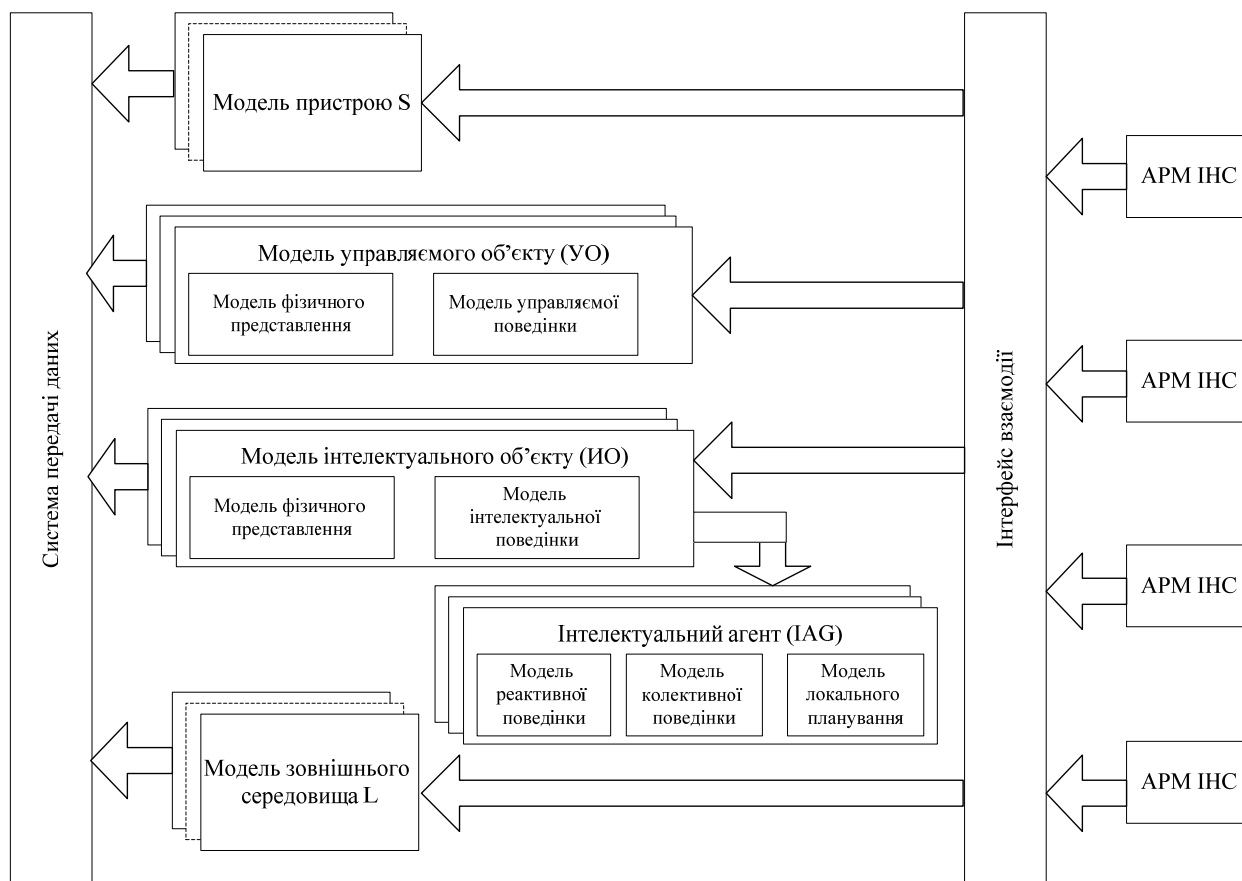 Система передачі даних
Модель пристрою S
Модель управляємого об’єкту (УО)
Модель фізичного
представлення
Модель управляємої
поведінки
Модель інтелектуального об’єкту (ИО)
Модель фізичного
представлення
Модель
інтелектуальної
поведінки
Інтелектуальний агент (IAG)
Модель
реактивної
поведінки
Модель
колективної
поведінки
Модель
локального
планування
Модель зовнішнього
середовища L
Інтерфейс взаємодії
АРМ ІНС
АРМ ІНС
АРМ ІНС
АРМ ІНС